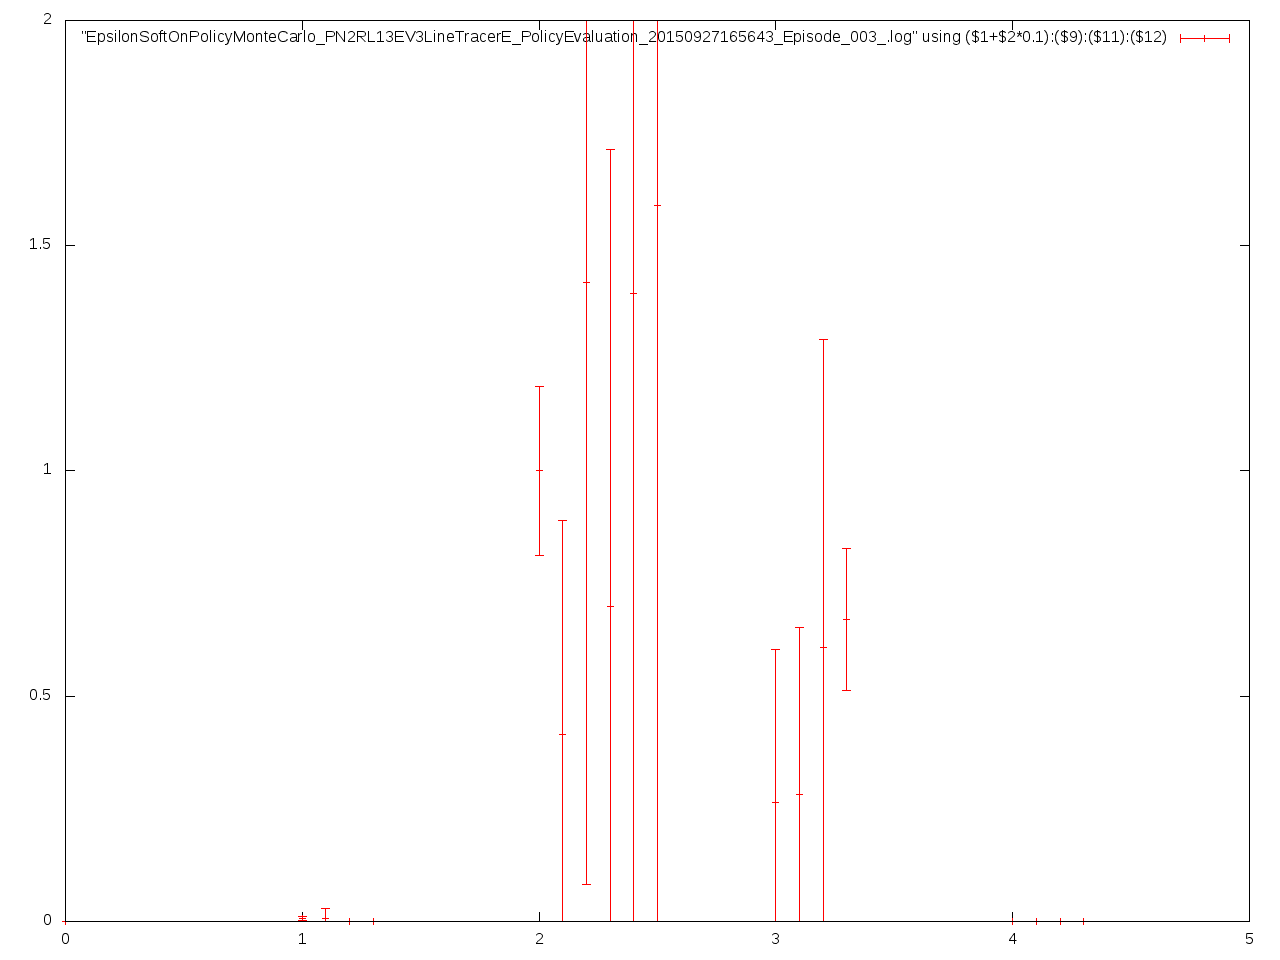 2
"EpsilonSoftOnPolicyMonteCarlo_PN2RL13EV3LineTracerE_PolicyEvaluation_20150927165643_Episode_003_.log" using ($1+$2*0.1):($9):($11):($12)
1.5
1
0.5
0
0 1 2 3 4 5